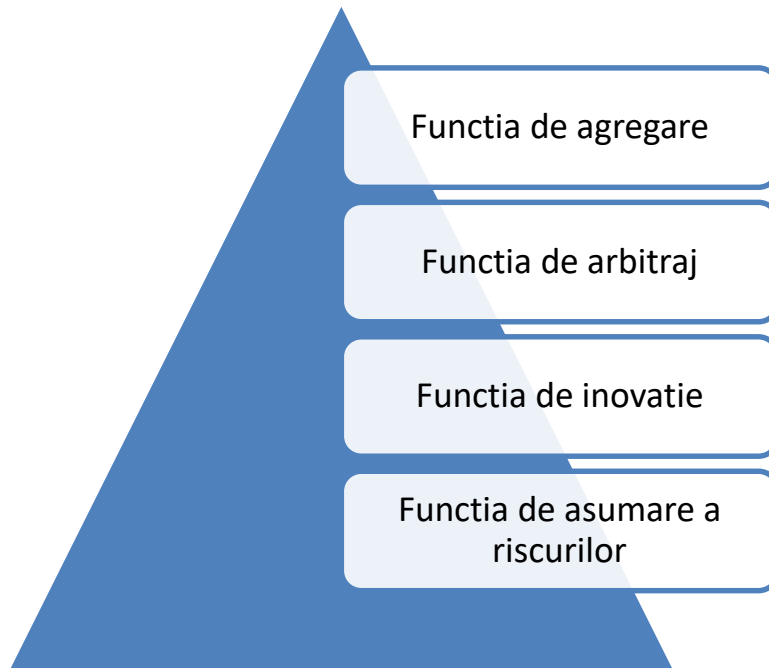 Functia de agregare
Functia de arbitraj
Functia de inovatie
Functia de asumare a
riscurilor